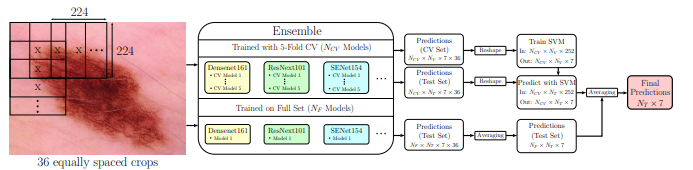 224
224
X X X ...
X
X
36 equally spaced crops
Ensemble
Trained with 5-Fold CV (N_CV Models)
Densenet161
• CV Model 1
• CV Model 5
ResNext101
• CV Model 1
• CV Model 5
SENet154
• CV Model 1
• CV Model 5
...
Trained on Full Set (N_F Models)
Densenet161
• Model 1
ResNext101
• Model 1
SENet154
• Model 1
...
Predictions
(CV Set)
N_CV × N_V × 7 × 36
Reshape
Train SVM
In: N_CV × N_V × 252
Out: N_CV × N_V × 7
Predictions
(Test Set)
N_CV × N_T × 7 × 36
Reshape
Predict with SVM
In: N_CV × N_T × 252
Out: N_CV × N_T × 7
Averaging
Predictions
(Test Set)
N_F × N_T × 7 × 36
Averaging
Predictions
(Test Set)
N_F × N_T × 7
Final
Predictions
N_T × 7